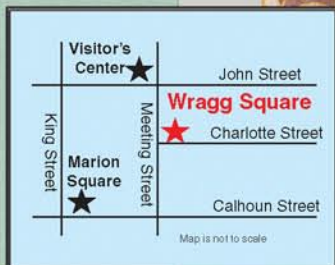 Visitor's
Center
John Street
Wragg Square
King Street
Meeting Street
Charlotte Street
Marion
Square
Calhoun Street
Map is not to scale